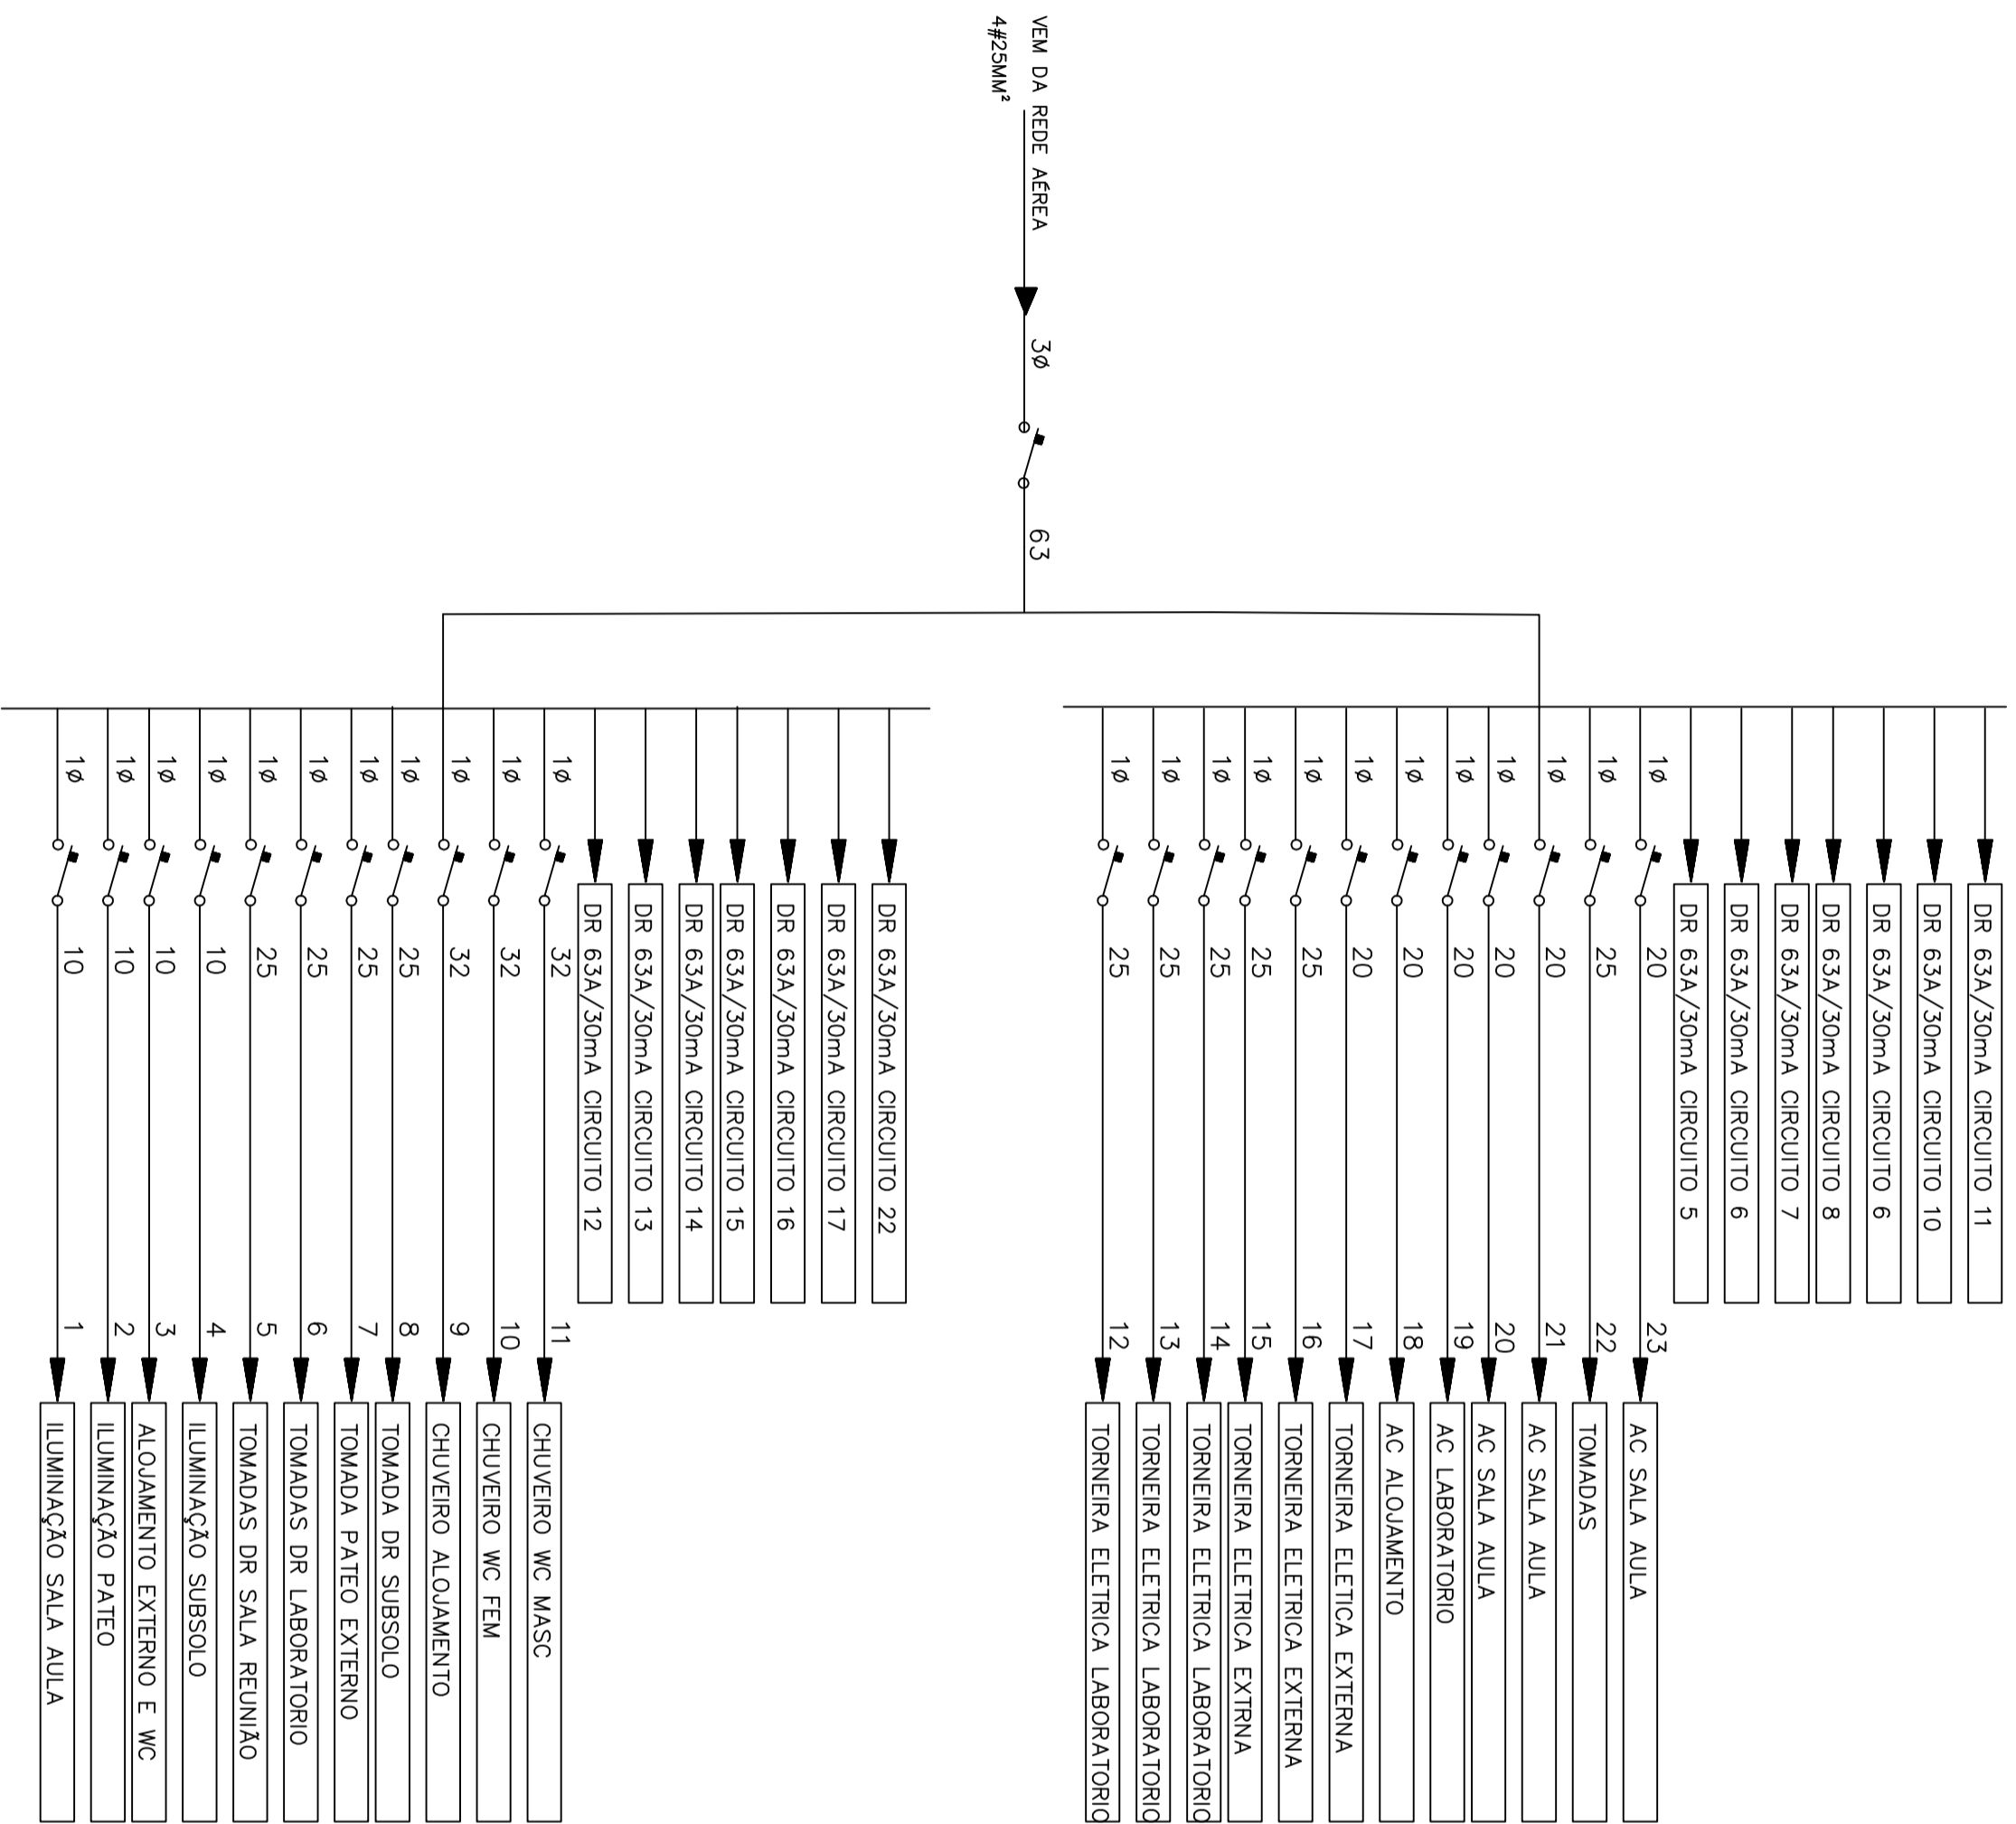 VEM DA REDE AÉREA
4#25MM²
3Ø
63
1Ø
10
1
ILUMINAÇÃO SALA AULA
1Ø
10
2
ILUMINAÇÃO PATEO
1Ø
10
3
ALOJAMENTO EXTERNO E WC
1Ø
10
4
ILUMINAÇÃO SUBSOLO
1Ø
25
5
TOMADAS DR SALA REUNIÃO
1Ø
25
6
TOMADAS DR LABORATORIO
1Ø
25
7
TOMADA PATEO EXTERNO
1Ø
25
8
TOMADA DR SUBSOLO
1Ø
32
9
CHUVEIRO ALOJAMENTO
1Ø
32
10
CHUVEIRO WC FEM
1Ø
32
11
CHUVEIRO WC MASC
DR 63A/30mA CIRCUITO 12
DR 63A/30mA CIRCUITO 13
DR 63A/30mA CIRCUITO 14
DR 63A/30mA CIRCUITO 15
DR 63A/30mA CIRCUITO 16
DR 63A/30mA CIRCUITO 17
DR 63A/30mA CIRCUITO 22
1Ø
25
12
TORNEIRA ELETRICA LABORATORIO
1Ø
25
13
TORNEIRA ELETRICA LABORATORIO
1Ø
25
14
TORNEIRA ELETRICA LABORATORIO
1Ø
25
15
TORNEIRA ELETRICA EXTRNA
1Ø
25
16
TORNEIRA ELETRICA EXTERNA
1Ø
20
17
TORNEIRA ELETICA EXTERNA
1Ø
20
18
AC ALOJAMENTO
1Ø
20
19
AC LABORATORIO
1Ø
20
20
AC SALA AULA
1Ø
20
21
AC SALA AULA
1Ø
25
22
TOMADAS
1Ø
20
23
AC SALA AULA
DR 63A/30mA CIRCUITO 5
DR 63A/30mA CIRCUITO 6
DR 63A/30mA CIRCUITO 7
DR 63A/30mA CIRCUITO 8
DR 63A/30mA CIRCUITO 6
DR 63A/30mA CIRCUITO 10
DR 63A/30mA CIRCUITO 11